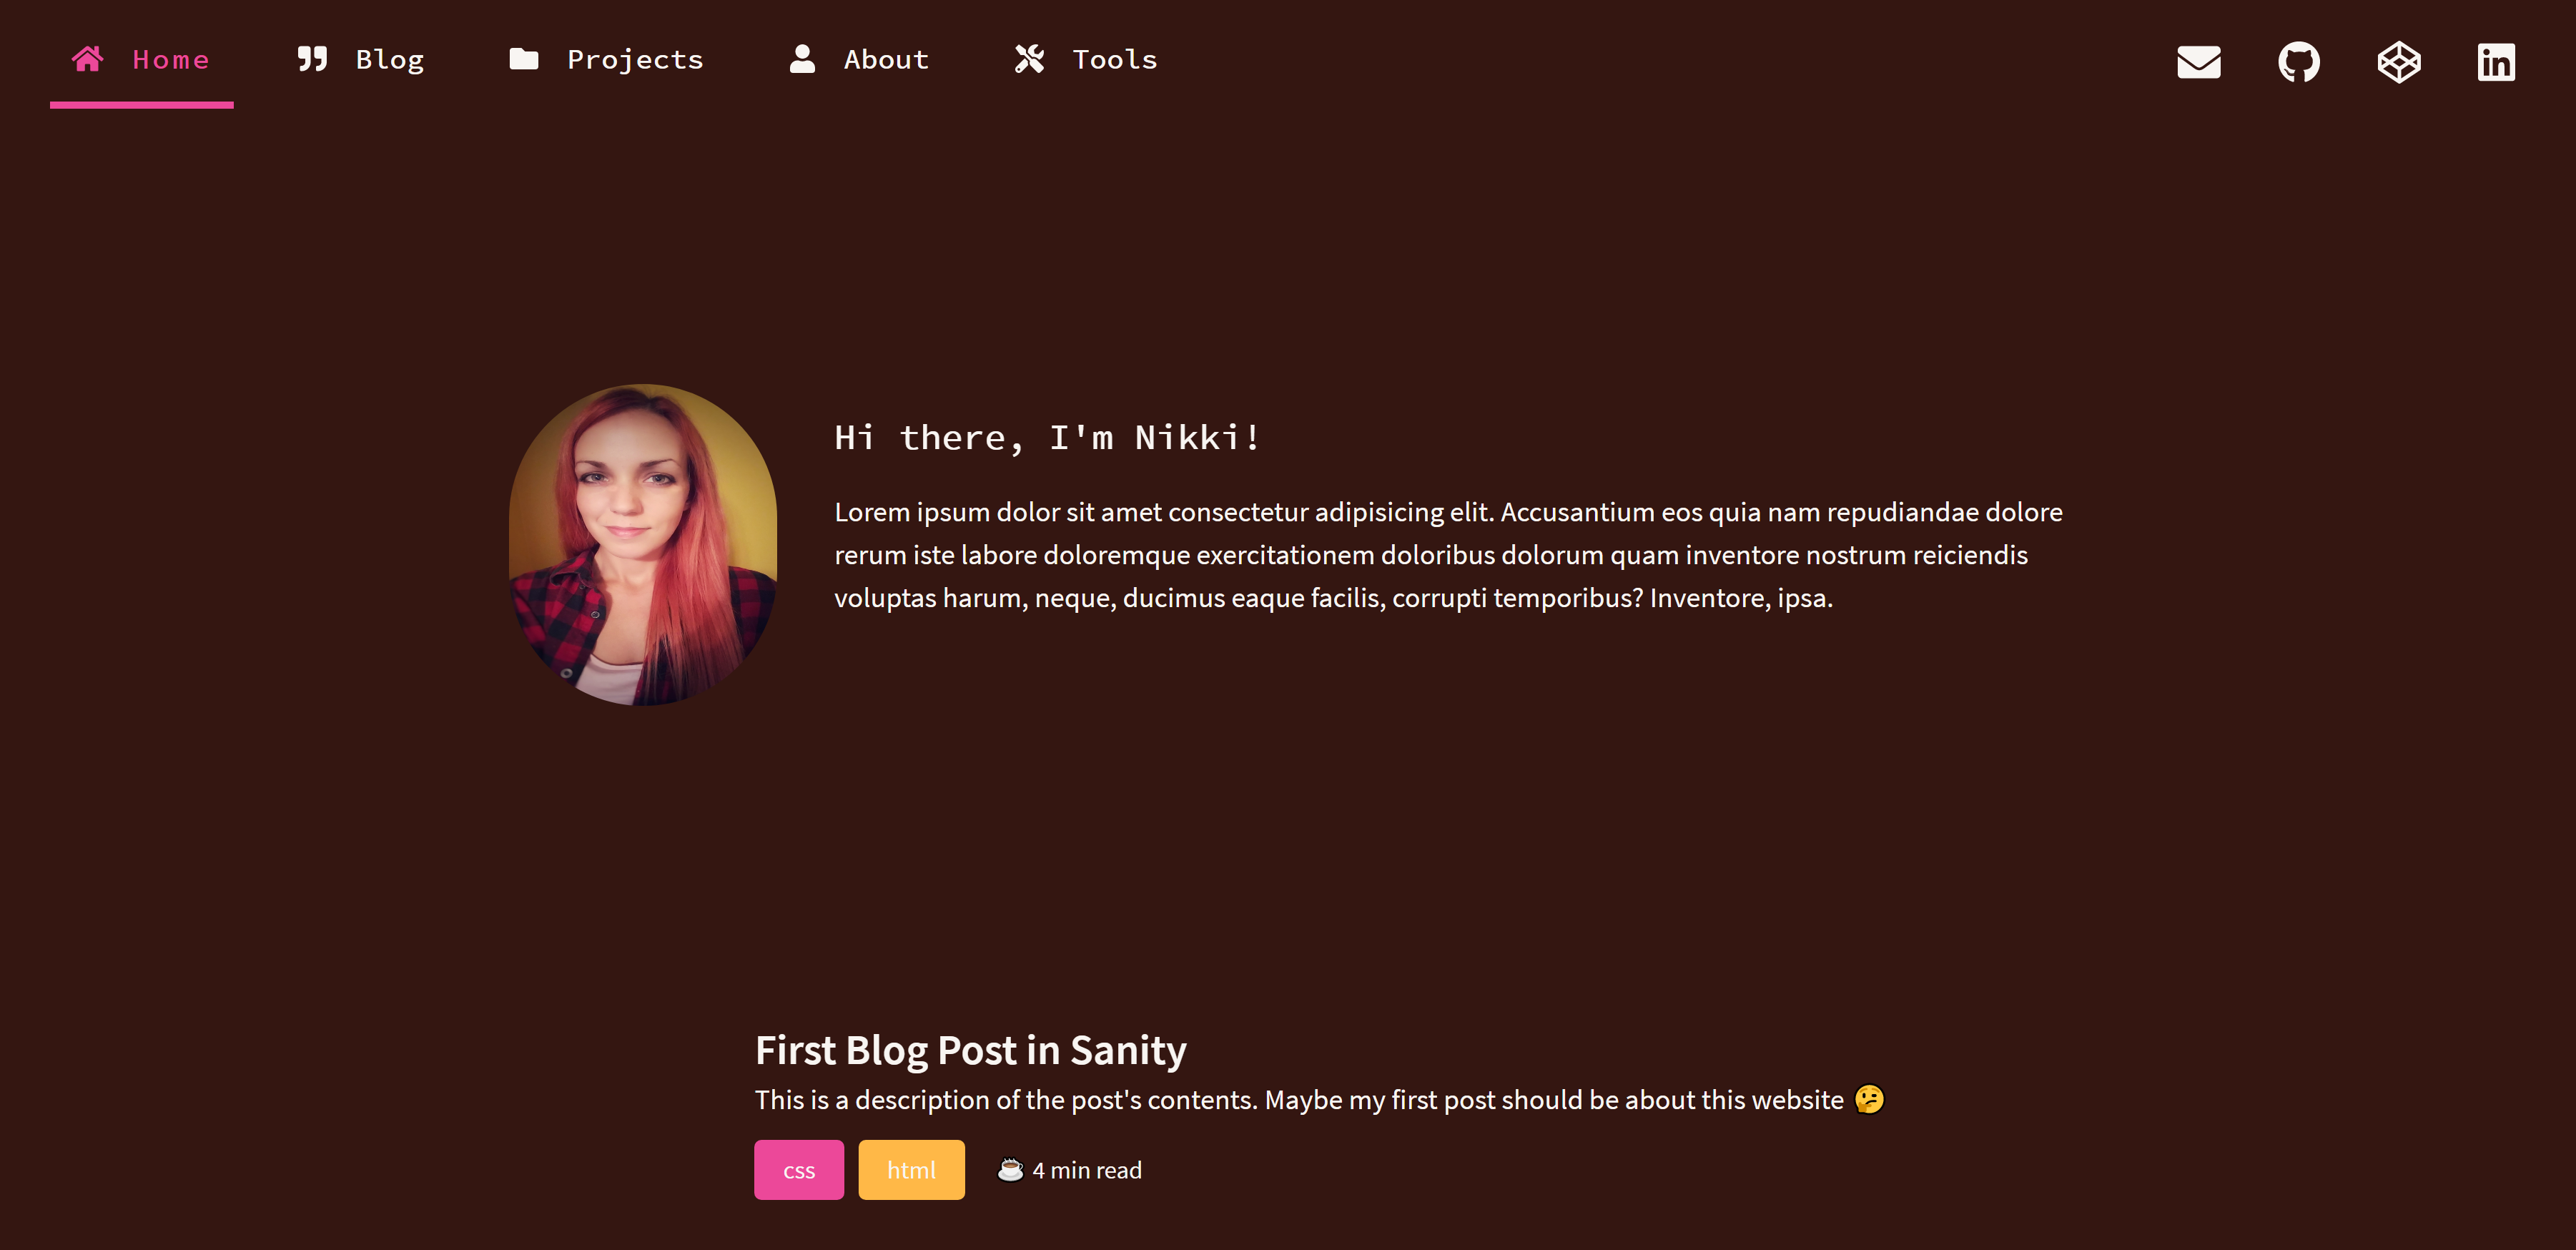 Home Blog Projects About Tools
Hi there, I'm Nikki!
Lorem ipsum dolor sit amet consectetur adipisicing elit. Accusantium eos quia nam repudiandae dolore
rerum iste labore doloremque exercitationem doloribus dolorum quam inventore nostrum reiciendis
voluptas harum, neque, ducimus eaque facilis, corrupti temporibus? Inventore, ipsa.
First Blog Post in Sanity
This is a description of the post's contents. Maybe my first post should be about this website 🤔
css html ☕ 4 min read